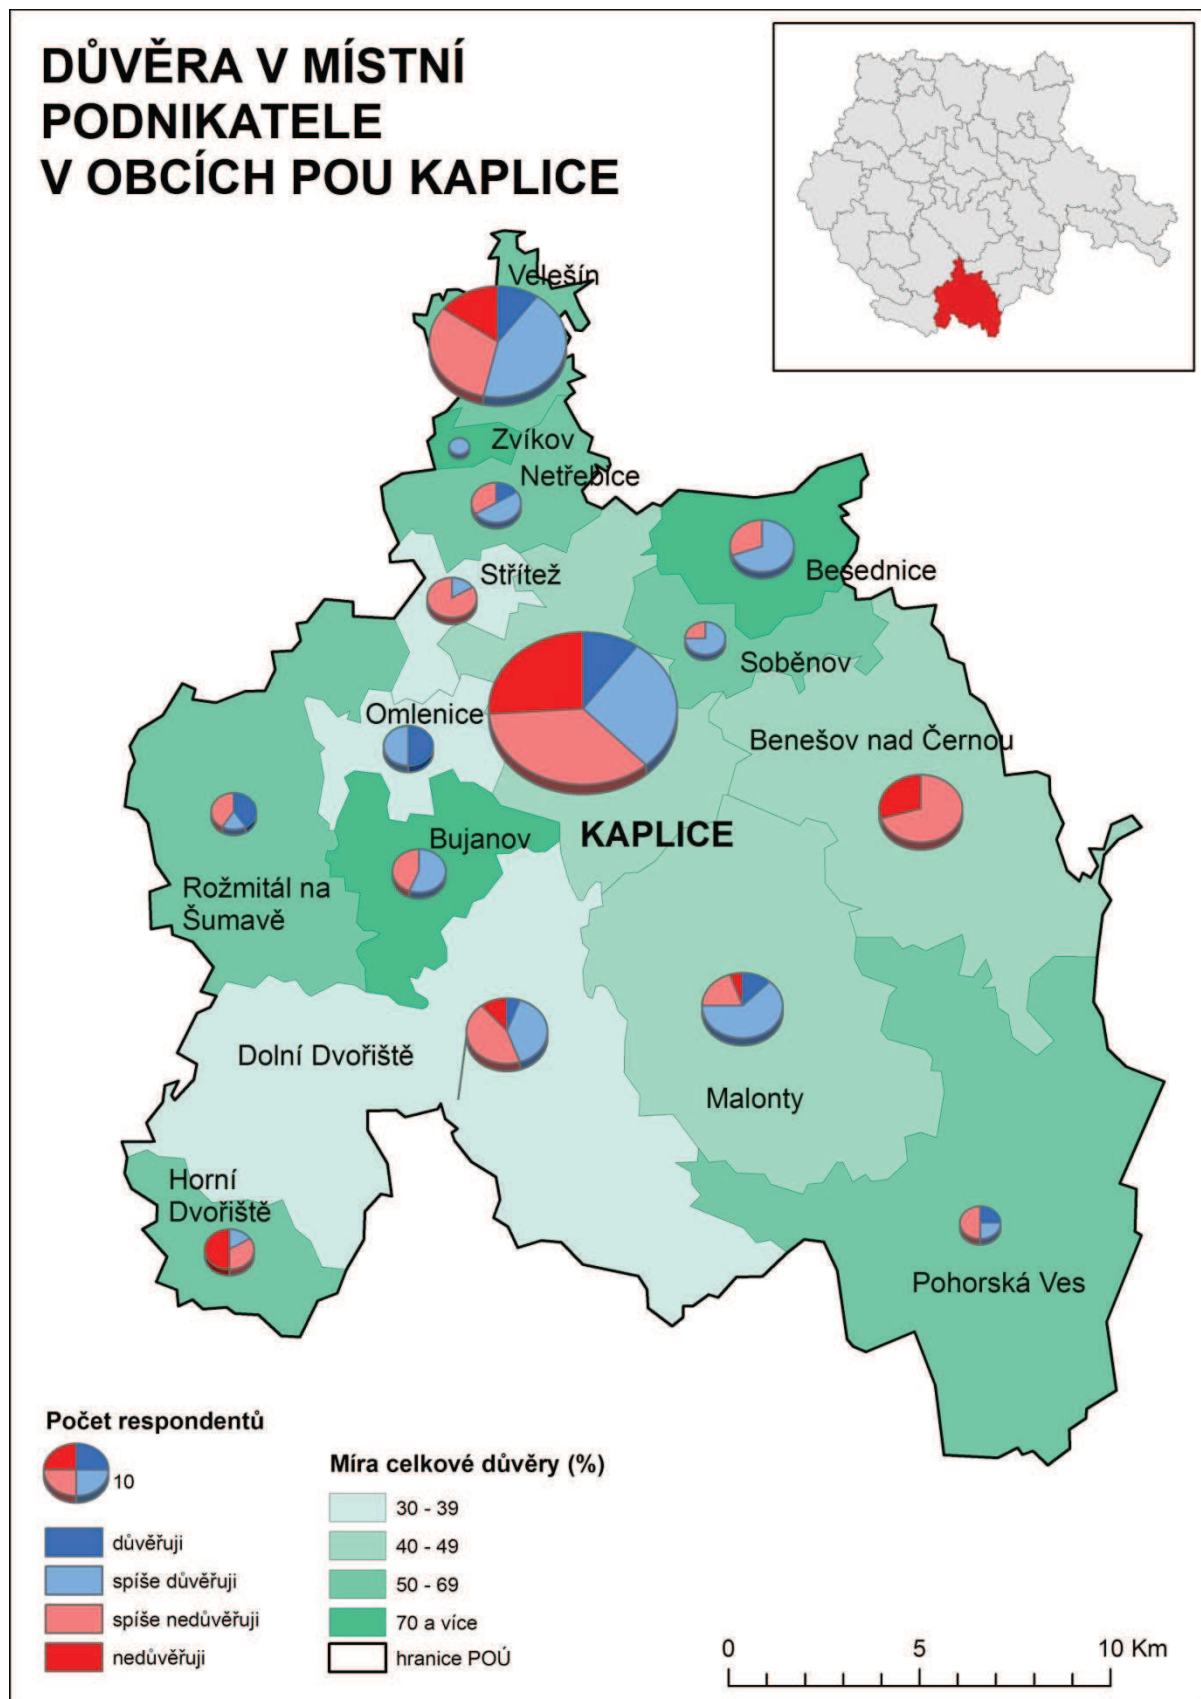 DŮVĚRA V MÍSTNÍ
PODNIKATELE
V OBCÍCH POU KAPLICE
Velešín
Zvíkov
Netřebice
Střítež
Besednice
Soběnov
Omlenice
Benešov nad Černou
KAPLICE
Bujanov
Rožmitál na
Šumavě
Dolní Dvořiště
Malonty
Horní
Dvořiště
Pohorská Ves
Počet respondentů
10
důvěřuji
spíše důvěřuji
spíše nedůvěřuji
nedůvěřuji
Míra celkové důvěry (%)
30 - 39
40 - 49
50 - 69
70 a více
hranice POÚ
0 5 10 Km